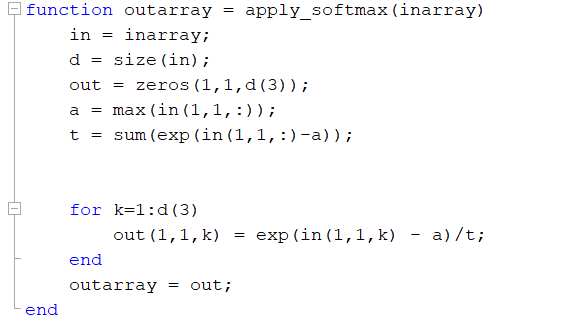 function outarray = apply_softmax(inarray)
    in = inarray;
    d = size(in);
    out = zeros(1,1,d(3));
    a = max(in(1,1,:));
    t = sum(exp(in(1,1,:)-a));
    for k=1:d(3)
        out(1,1,k) = exp(in(1,1,k) - a)/t;
    end
    outarray = out;
end